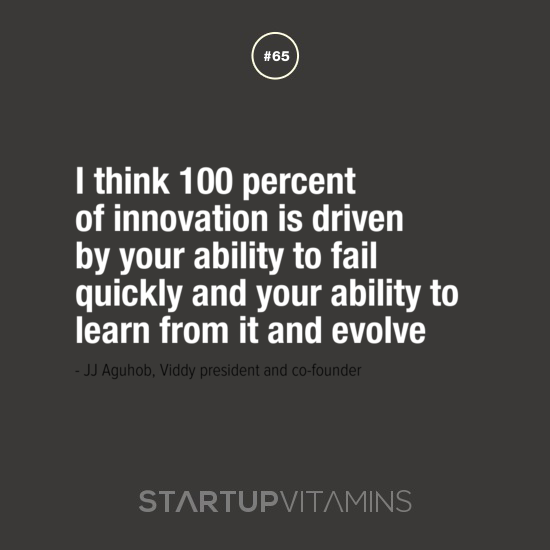 #65
I think 100 percent
of innovation is driven
by your ability to fail
quickly and your ability to
learn from it and evolve
- JJ Aguhob, Viddy president and co-founder
STARTUPVITAMINS